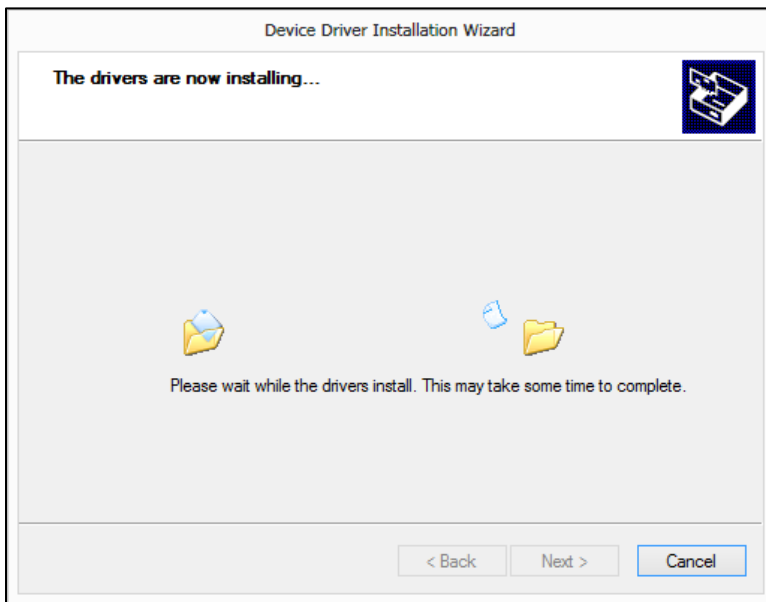 Device Driver Installation Wizard
The drivers are now installing...
Please wait while the drivers install. This may take some time to complete.
< Back
Next >
Cancel